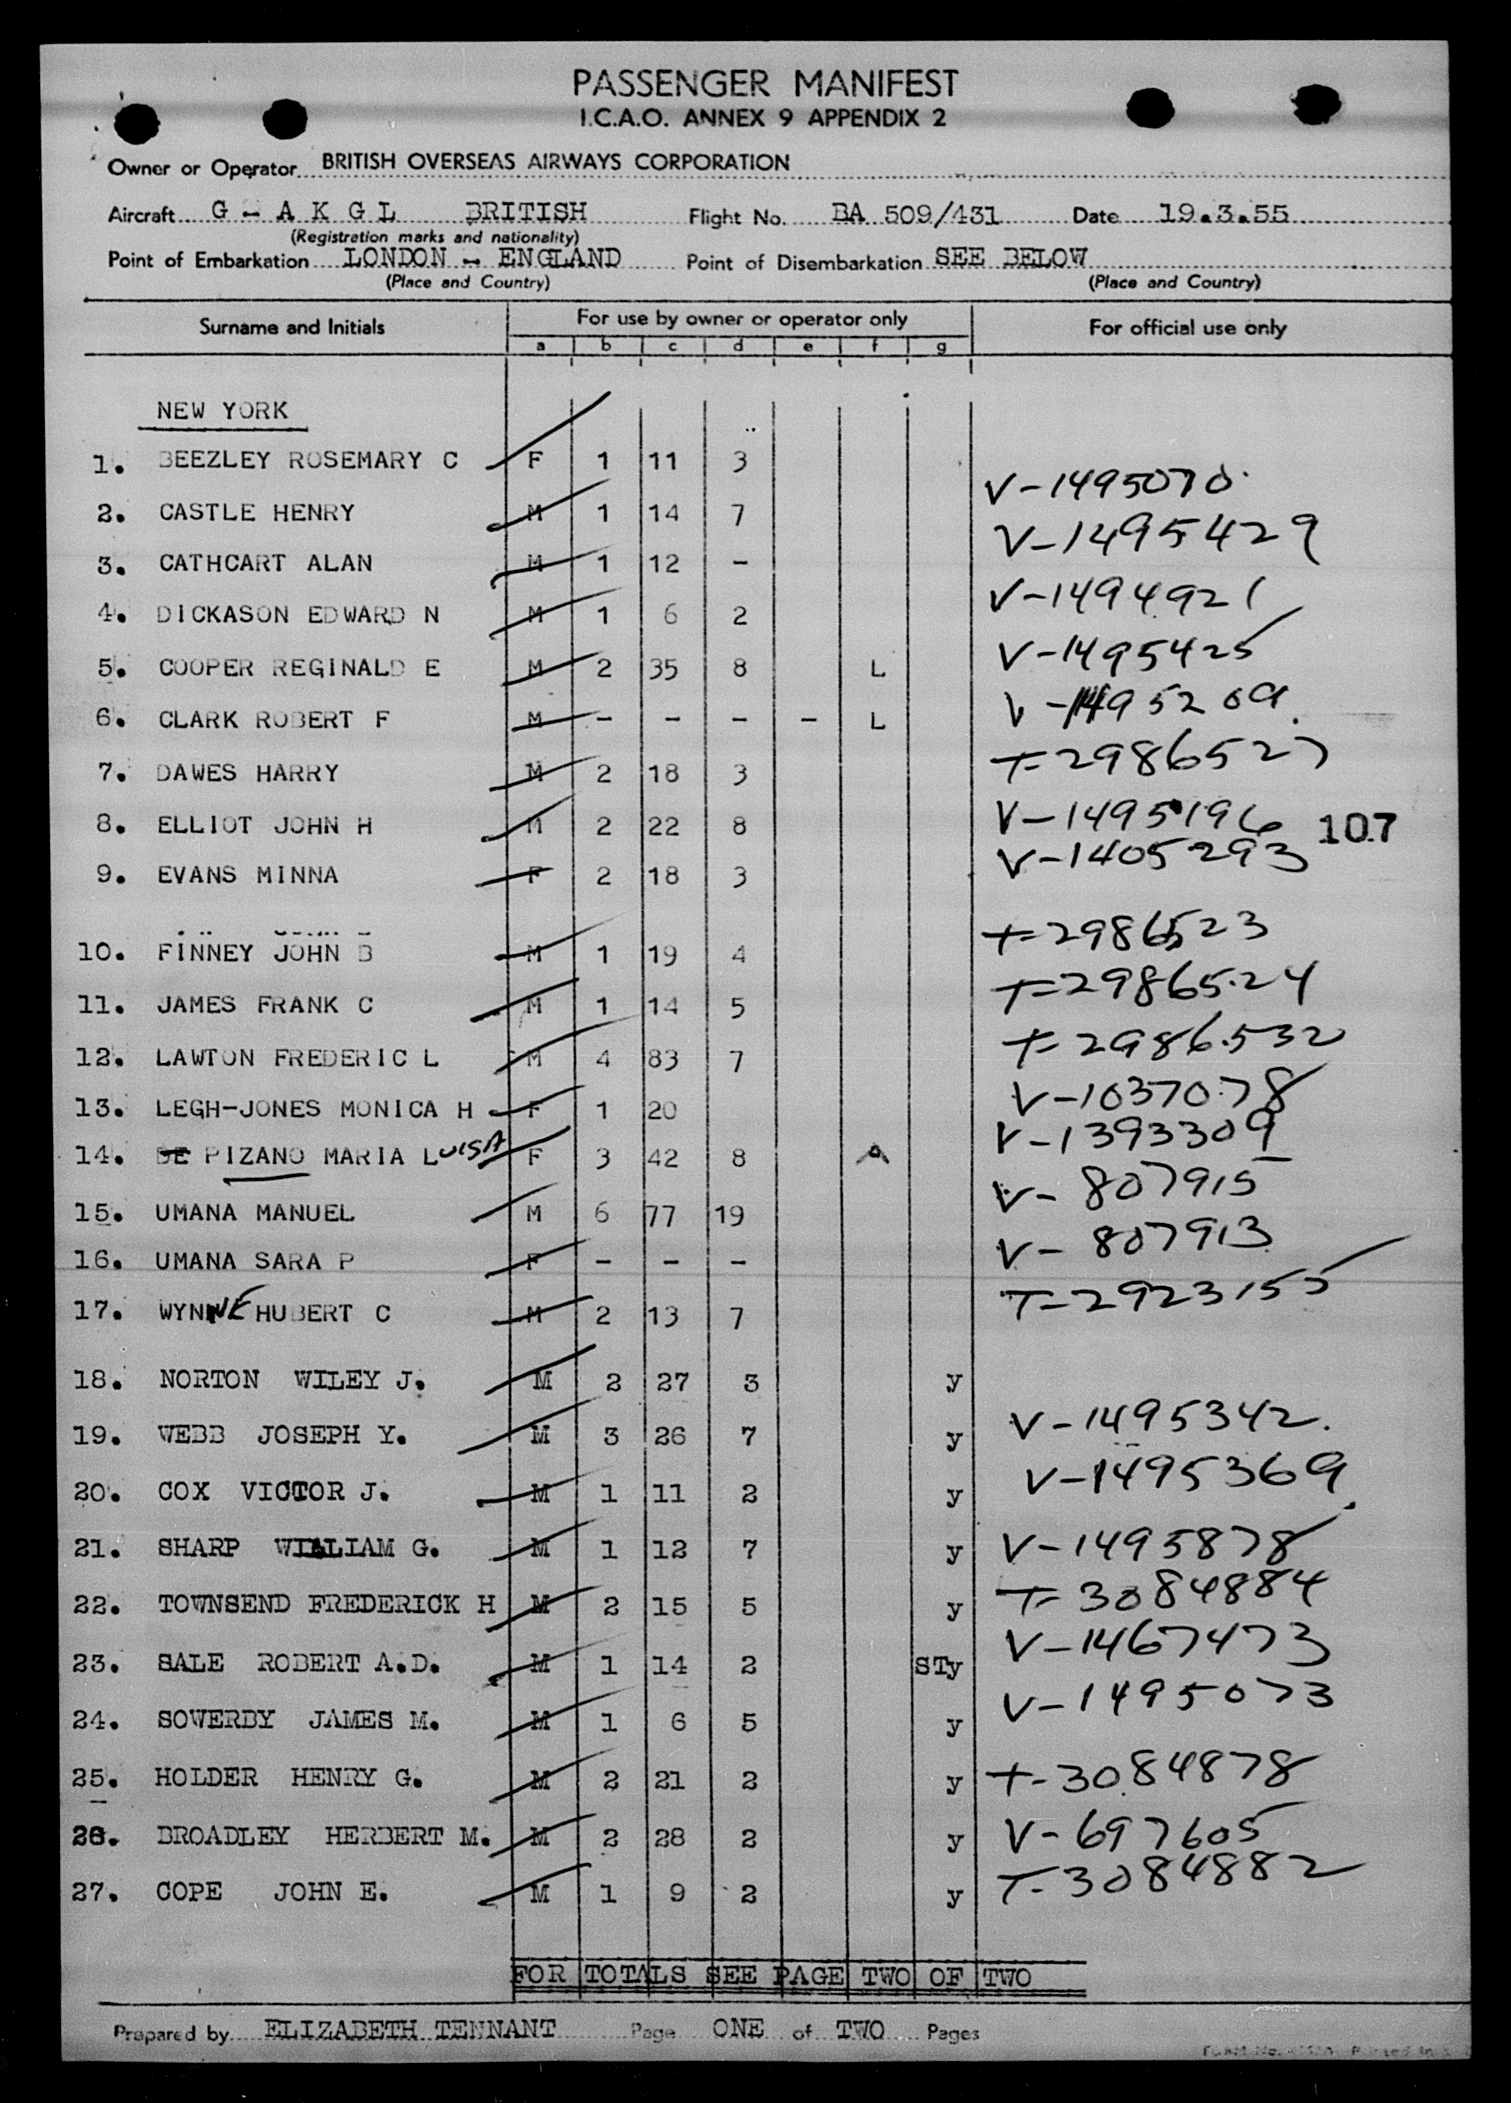 PASSENGER MANIFEST
I.C.A.O. ANNEX 9 APPENDIX 2
Owner or Operator BRITISH OVERSEAS AIRWAYS CORPORATION
Aircraft G - A K G L BRITISH Flight No. BA 509/431 Date 19.3.55
(Registration marks and nationality)
Point of Embarkation LONDON - ENGLAND Point of Disembarkation SEE BELOW
(Place and Country) (Place and Country)
Surname and Initials For use by owner or operator only For official use only
a b c d e f g
NEW YORK
1. BEEZLEY ROSEMARY C F 1 11 3
V-1495070
2. CASTLE HENRY M 1 14 7
V-1495429
3. CATHCART ALAN M 1 12 -
V-1494921
4. DICKASON EDWARD N M 1 6 2
V-1495425
5. COOPER REGINALD E M 2 35 8 L
V-1495209
6. CLARK ROBERT F M - - - - L
T-2986527
7. DAWES HARRY M 2 18 3
V-1495196
8. ELLIOT JOHN H M 2 22 8
107
V-1405293
9. EVANS MINNA F 2 18 3
T-2986523
10. FINNEY JOHN B M 1 19 4
T-2986524
11. JAMES FRANK C M 1 14 5
T-2986532
12. LAWTON FREDERIC L M 4 83 7
V-1037078
13. LEGH-JONES MONICA H F 1 20
V-1393309
14. DE PIZANO MARIA LUISA F 3 42 8
V-807915
15. UMANA MANUEL M 6 77 19
V-807913
16. UMANA SARA P F - - -
T-2923155
17. WYNNE HUBERT C M 2 13 7
18. NORTON WILEY J. M 2 27 3 y
V-1495342.
19. WEBB JOSEPH Y. M 3 26 7 y
V-1495369
20. COX VICTOR J. M 1 11 2 y
21. SHARP WILLIAM G. M 1 12 7 y V-1495878
22. TOWNSEND FREDERICK H M 2 15 5 y T-3084884
23. SALE ROBERT A.D. M 1 14 2 STy V-1467473
24. SOWERBY JAMES M. M 1 6 5 y V-1495073
25. HOLDER HENRY G. M 2 21 2 y T-3084878
26. BROADLEY HERBERT M. M 2 28 2 y V-697605
27. COPE JOHN E. M 1 9 2 y T-3084882
FOR TOTALS SEE PAGE TWO OF TWO
Prepared by ELIZABETH TENNANT Page ONE of TWO Pages